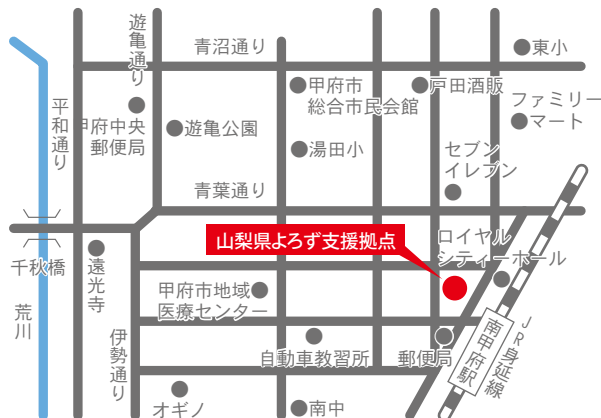 遊亀通り
青沼通り
東小
甲府市
総合市民会館
戸田酒販
ファミリー
マート
平和通り
甲府中央
郵便局
遊亀公園
湯田小
セブン
イレブン
青葉通り
山梨県よろず支援拠点
ロイヤル
シティーホール
千秋橋
遠光寺
甲府市地域
医療センター
荒川
伊勢通り
自動車教習所
郵便局
南甲府駅
JR身延線
オギノ
南中